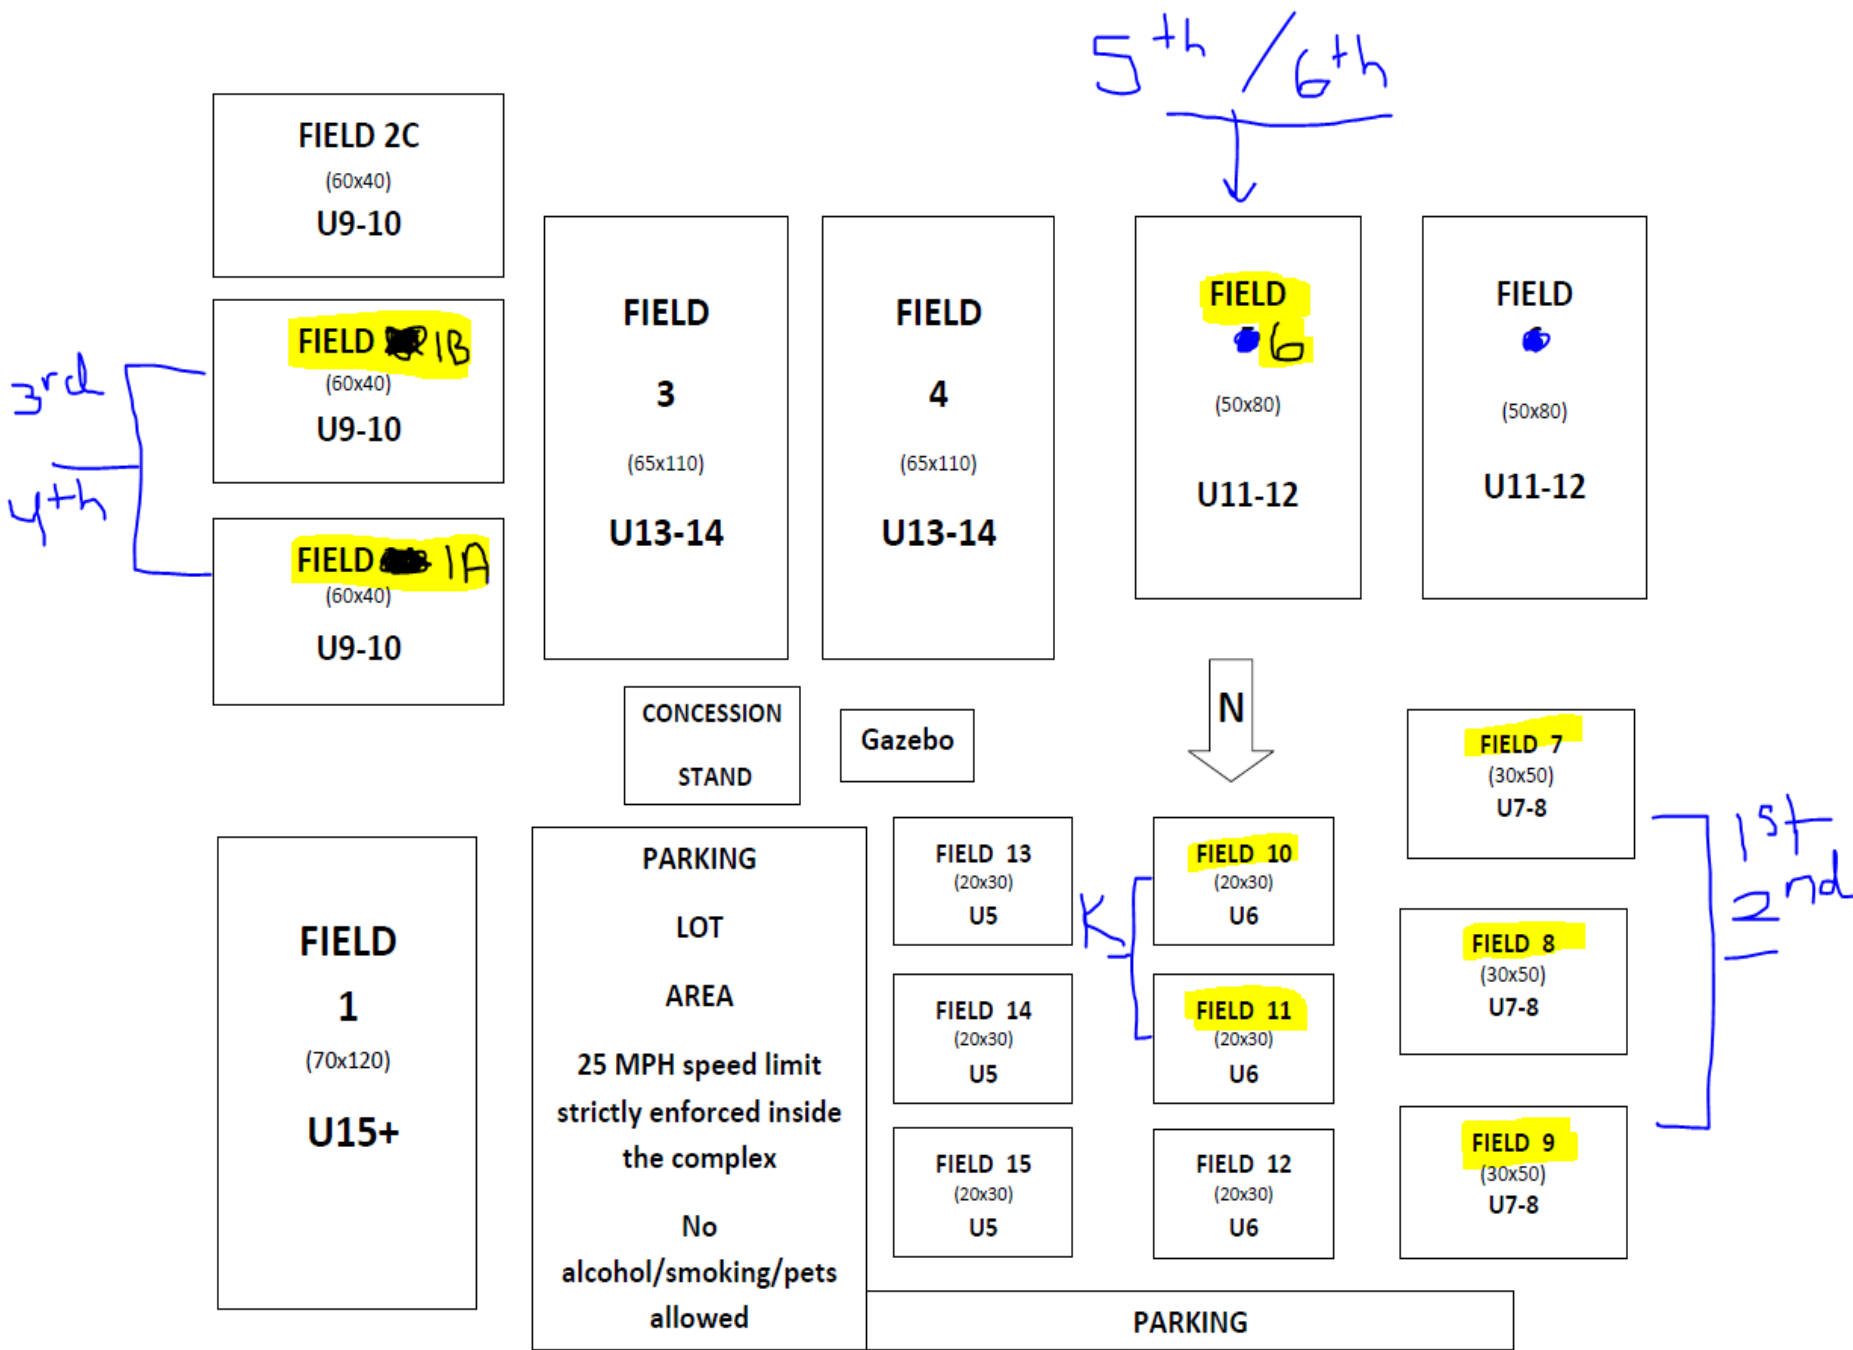 5th / 6th
FIELD 2C
(60x40)
U9-10
3rd
4th
FIELD 1B
(60x40)
U9-10
FIELD 1A
(60x40)
U9-10
FIELD
3
(65x110)
U13-14
FIELD
4
(65x110)
U13-14
FIELD
6
(50x80)
U11-12
FIELD
(50x80)
U11-12
CONCESSION
STAND
Gazebo
N
FIELD 7
(30x50)
U7-8
FIELD
1
(70x120)
U15+
PARKING
LOT
AREA
25 MPH speed limit
strictly enforced inside
the complex
No
alcohol/smoking/pets
allowed
FIELD 13
(20x30)
U5
FIELD 14
(20x30)
U5
FIELD 15
(20x30)
U5
K
FIELD 10
(20x30)
U6
FIELD 11
(20x30)
U6
FIELD 12
(20x30)
U6
FIELD 8
(30x50)
U7-8
FIELD 9
(30x50)
U7-8
1st
2nd
PARKING